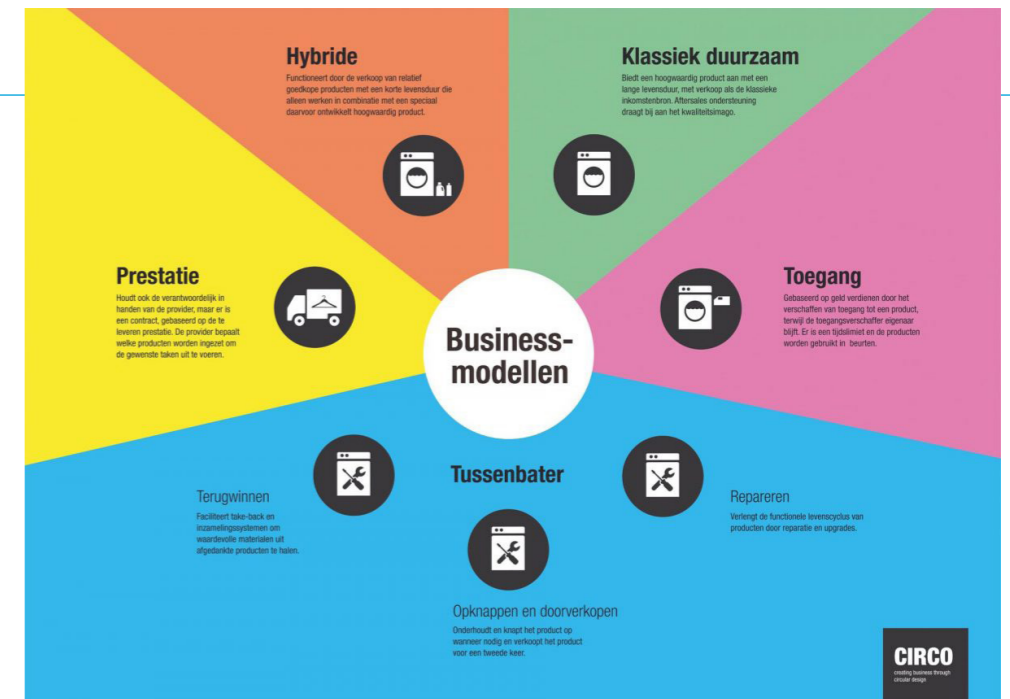 Hybride
Functioneert door de verkoop van relatief
goedkope producten met een korte levensduur die
alleen werken in combinatie met een speciaal
daarvoor ontwikkelt hoogwaardig product.
Klassiek duurzaam
Biedt een hoogwaardig product aan met een
lange levensduur, met verkoop als de klassieke
inkomstenbron. Aftersales ondersteuning
draagt bij aan het kwaliteitsimago.
Prestatie
Houdt ook de verantwoordelijk in
handen van de provider, maar er is
een contract, gebaseerd op de te
leveren prestatie. De provider bepaalt
welke producten worden ingezet om
de gewenste taken uit te voeren.
Toegang
Gebaseerd op geld verdienen door het
verschaffen van toegang tot een product,
terwijl de toegangsverschaffer eigenaar
blijft. Er is een tijdslimiet en de producten
worden gebruikt in beurten.
Business-
modellen
Tussenbater
Terugwinnen
Faciliteert take-back en
inzamelingssystemen om
waardevolle materialen uit
afgedankte producten te halen.
Repareren
Verlengt de functionele levenscyclus van
producten door reparatie en upgrades.
Opknappen en doorverkopen
Onderhoudt en knapt het product op
wanneer nodig en verkoopt het product
voor een tweede keer.
CIRCO
creating business through
circular design